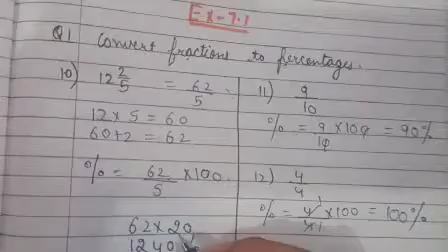 Ex-7.1
Q1 Convert fractions to percentages.
10) 12 2/5 = 62/5.
12 x 5 = 60
60+2 = 62
% = 62/5 x 100
62 x 20
1240
11) 9/10
% = 9/10 x 100 = 90%
12) 4/4
% = 4/4 x 100 = 100%